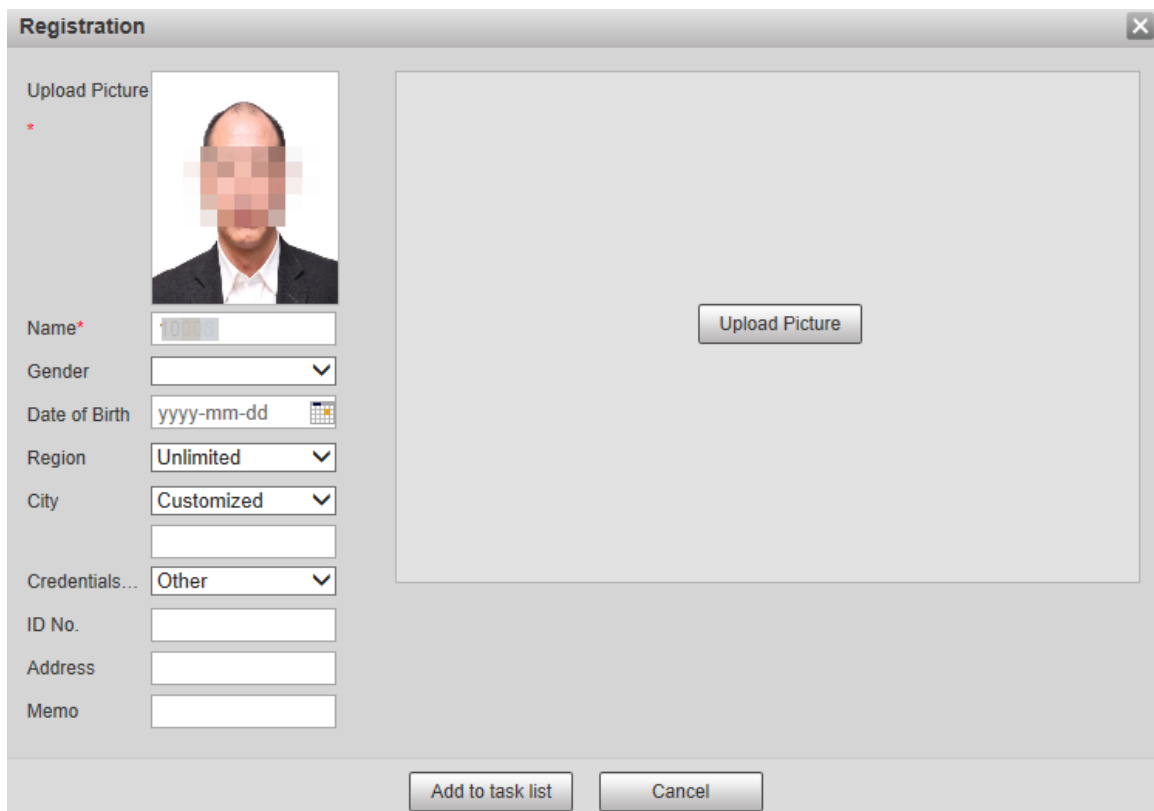 Registration
Upload Picture
*
Name*
Gender
Date of Birth yyyy-mm-dd
Region Unlimited
City Customized
Credentials... Other
ID No.
Address
Memo
Upload Picture
Add to task list Cancel